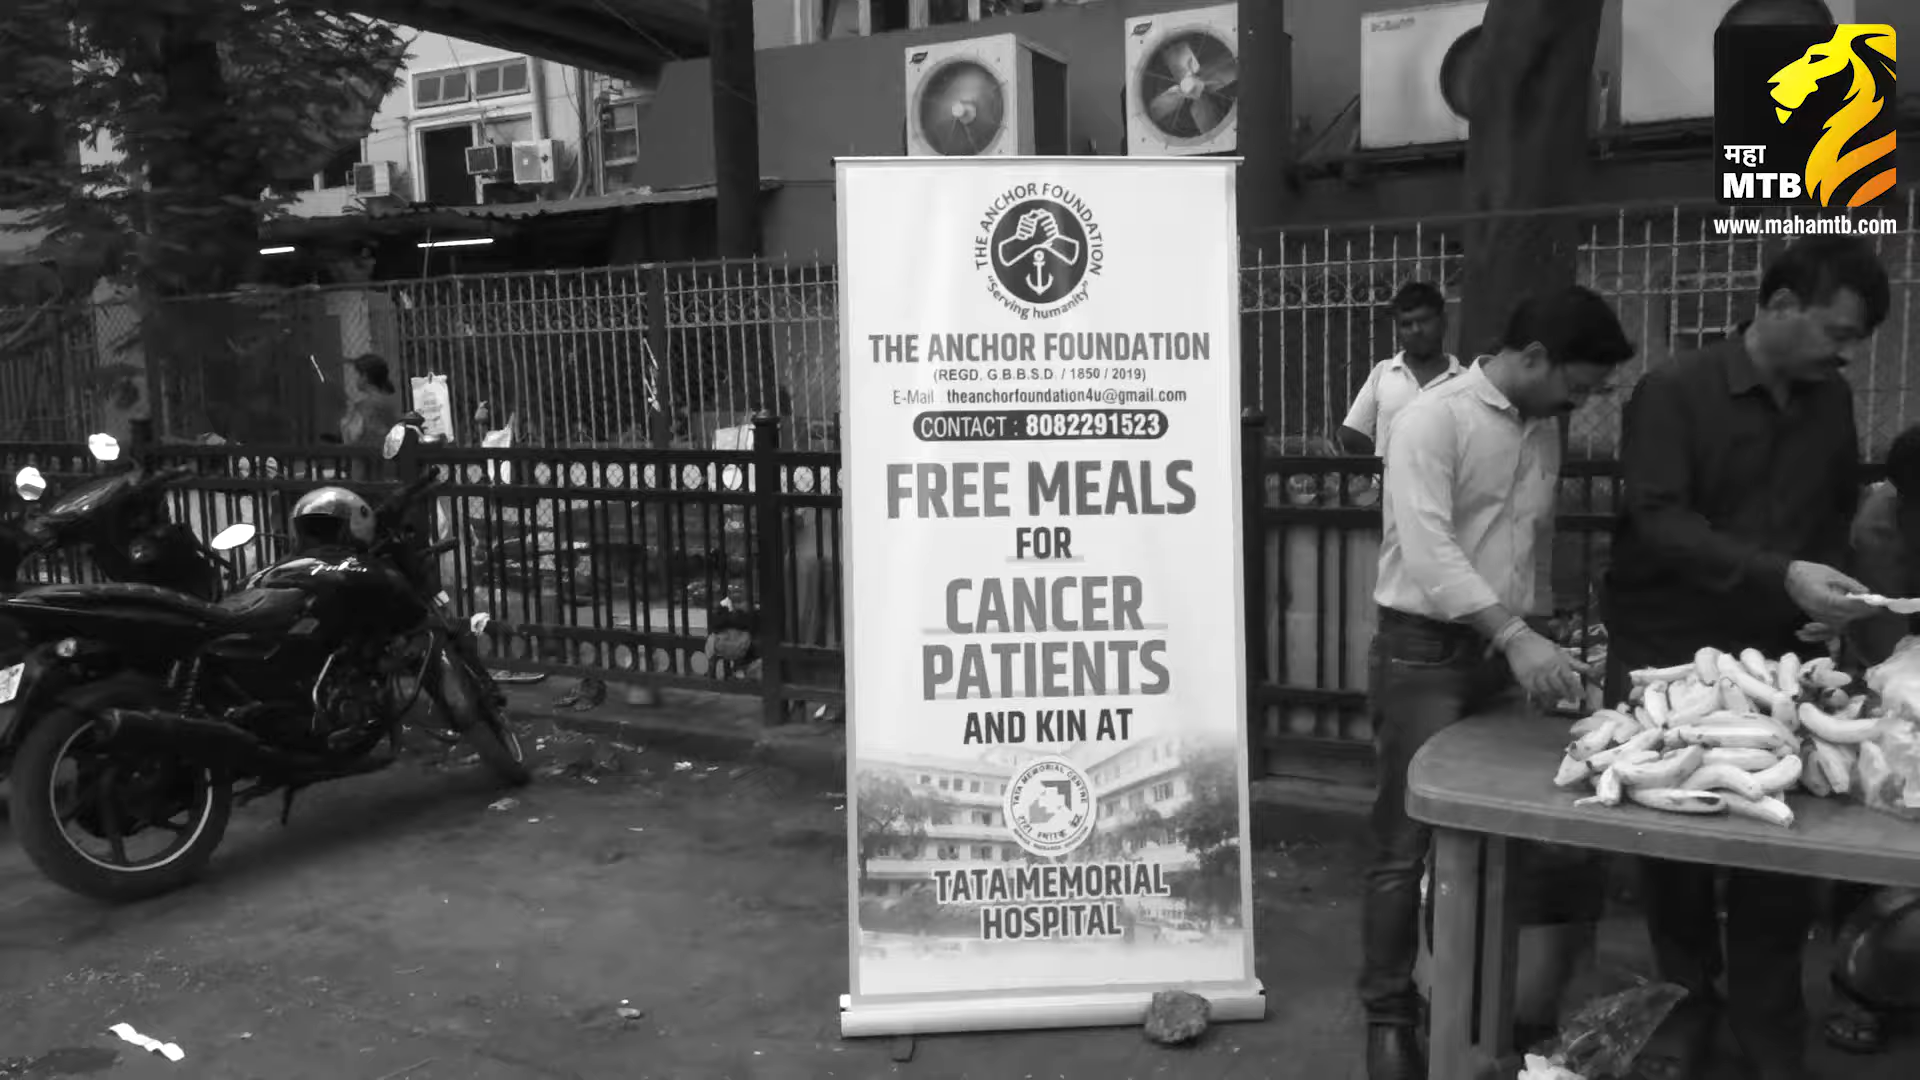 महा
MTB
www.mahamtb.com
THE ANCHOR FOUNDATION
"Serving humanity"
THE ANCHOR FOUNDATION
(REGD. G.B.B.S.D. / 1850 / 2019)
E-Mail : theanchorfoundation4u@gmail.com
CONTACT : 8082291523
FREE MEALS
FOR
CANCER
PATIENTS
AND KIN AT
TATA MEMORIAL CENTRE
TATA MEMORIAL
HOSPITAL